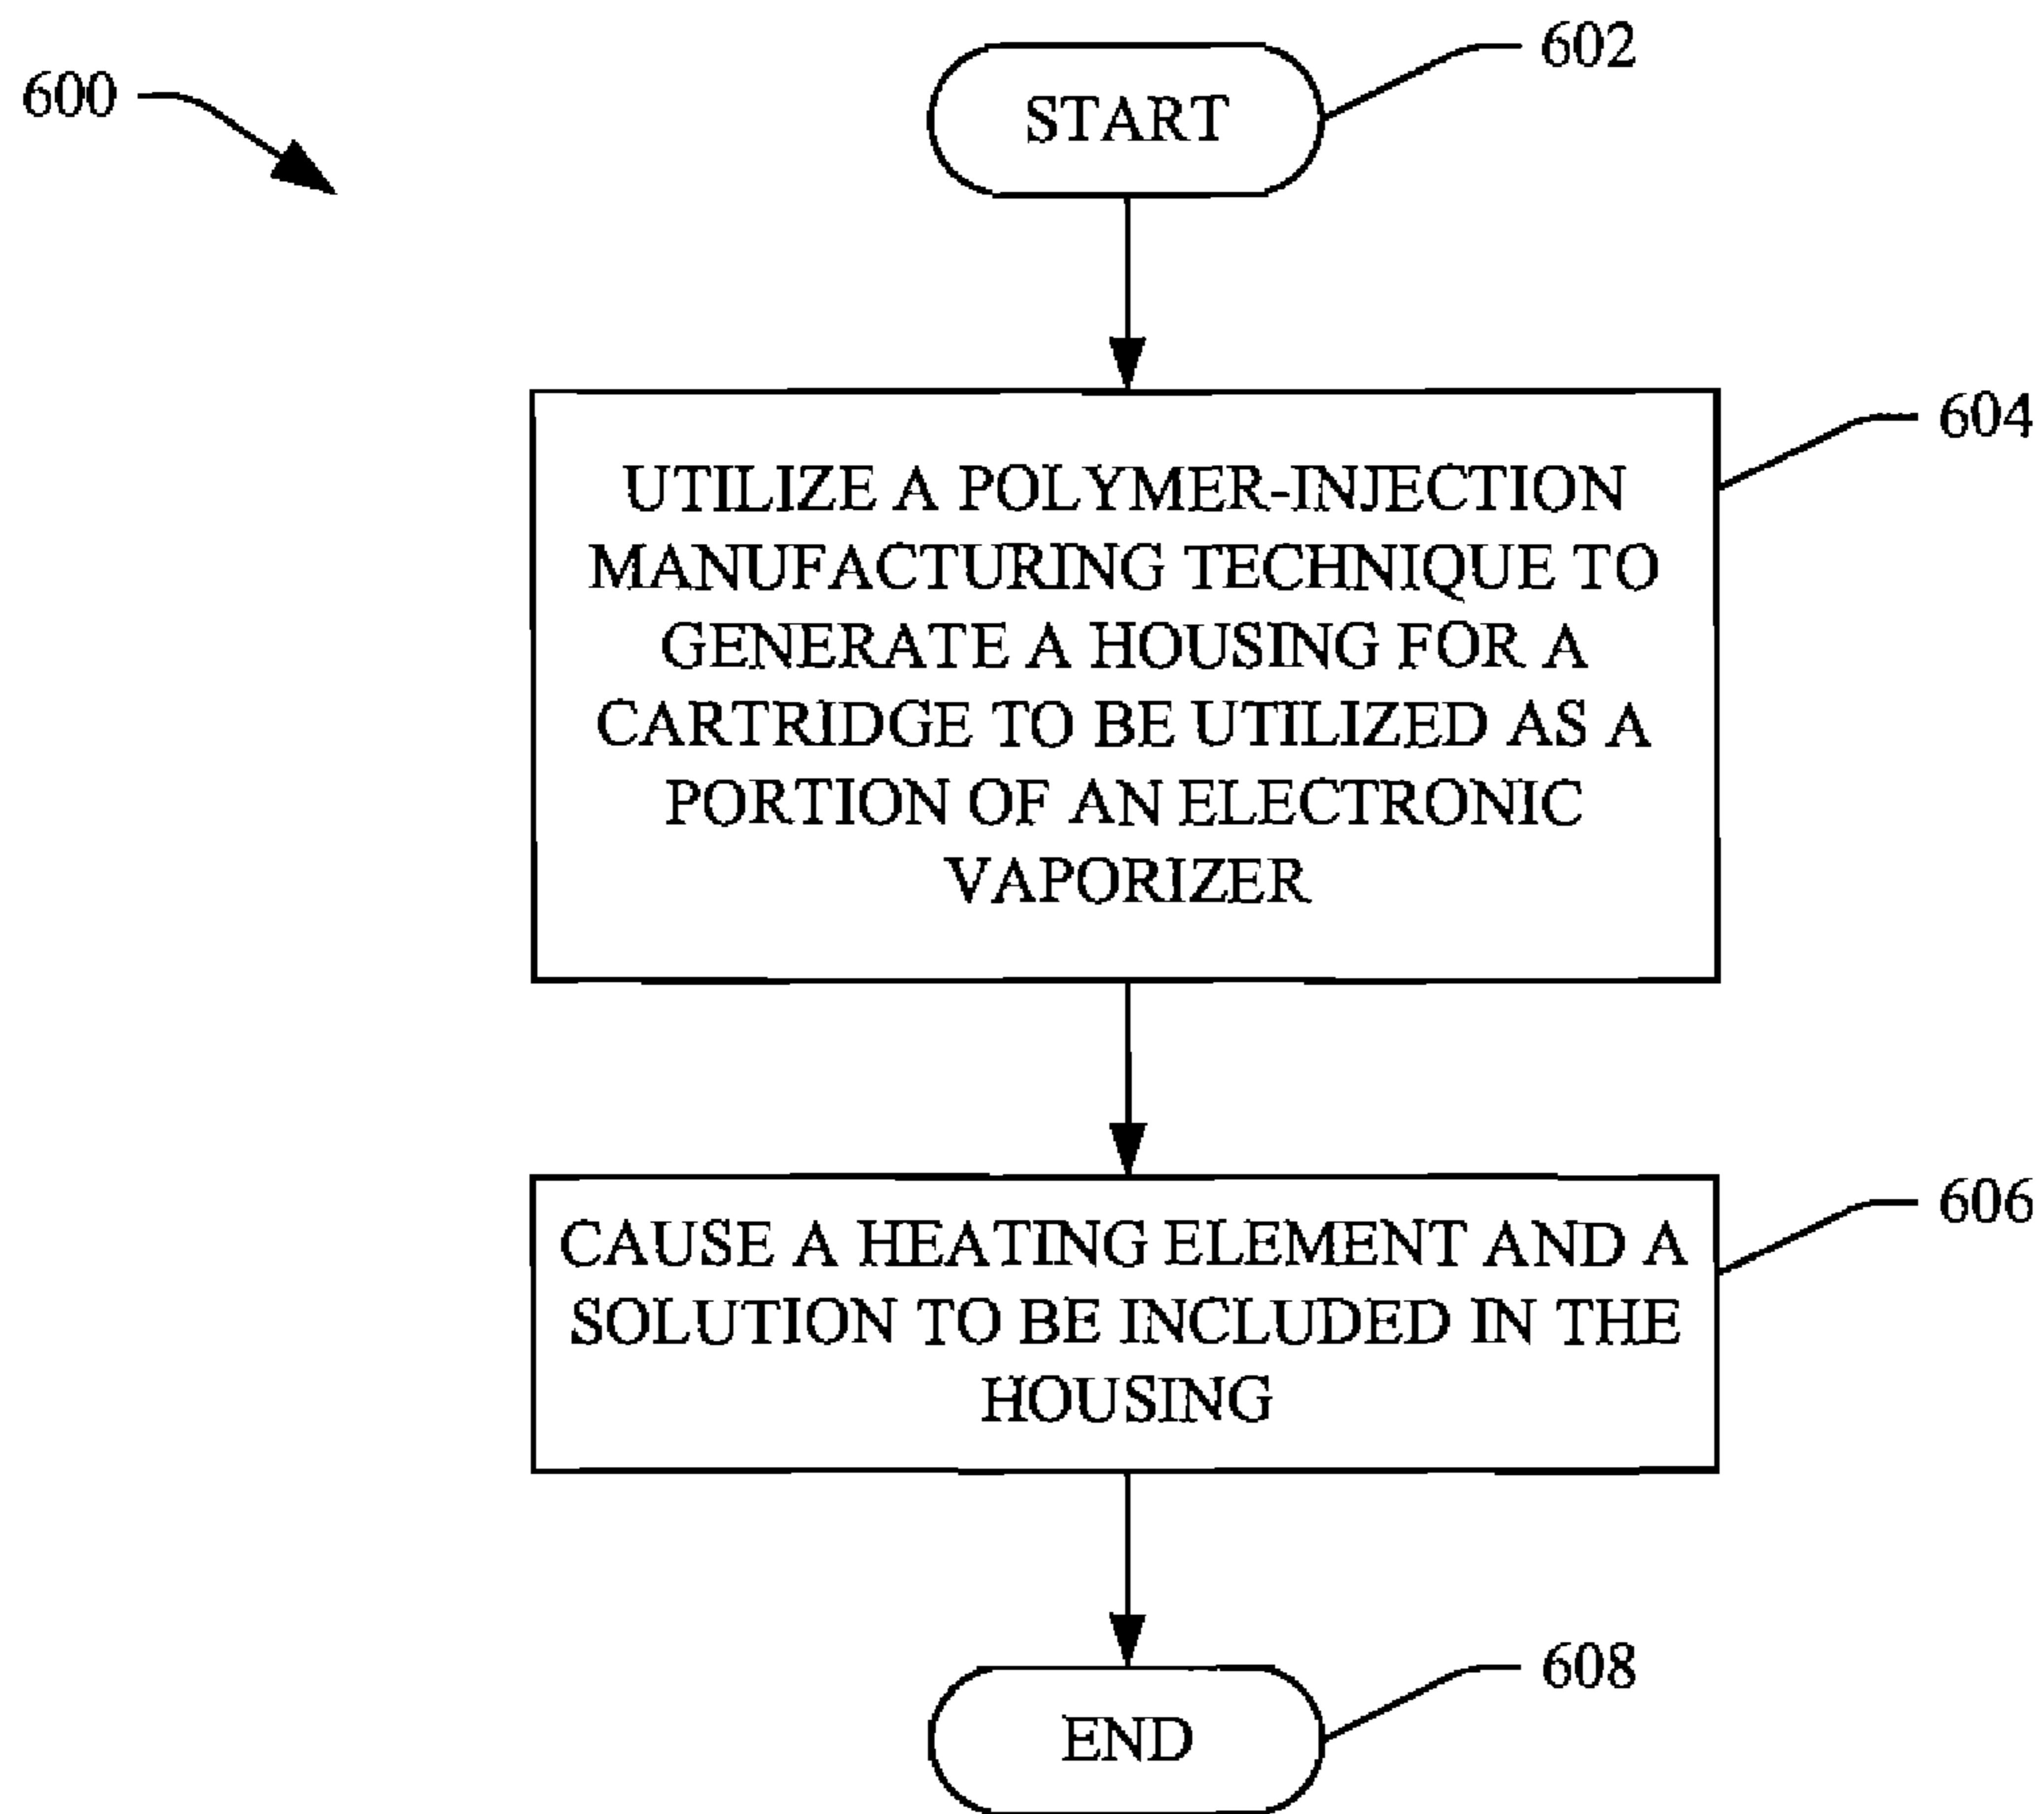 602
600
START
604
UTILIZE A POLYMER-INJECTION
MANUFACTURING TECHNIQUE TO
GENERATE A HOUSING FOR A
CARTRIDGE TO BE UTILIZED AS A
PORTION OF AN ELECTRONIC
VAPORIZER
606
CAUSE A HEATING ELEMENT AND A
SOLUTION TO BE INCLUDED IN THE
HOUSING
608
END